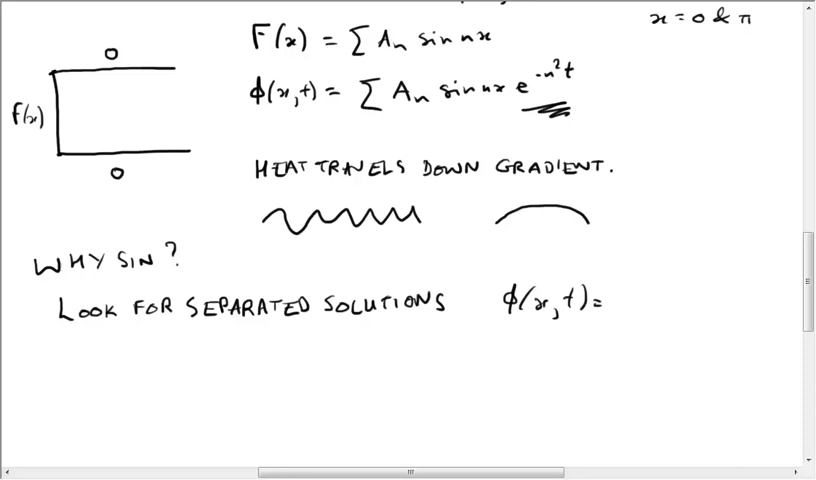 x = 0 & π
0
F(x) = ∑ An sin nx
F(x)
ϕ(x,t) = ∑ An sin nx e^-n²t
0
HEAT TRAVELS DOWN GRADIENT.
WHY SIN?
LOOK FOR SEPARATED SOLUTIONS ϕ(x,t) =